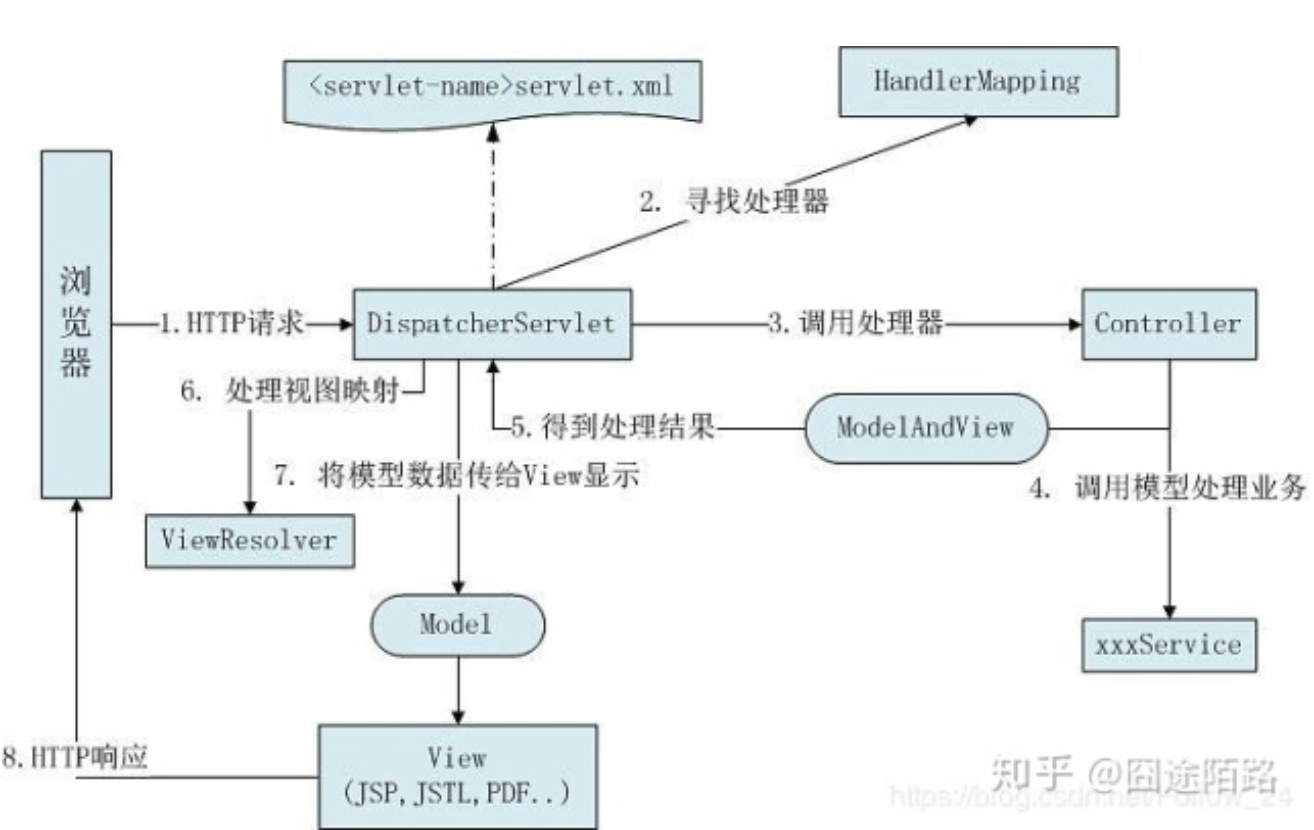 <servlet-name>servlet.xml
HandlerMapping
2. 寻找处理器
浏览器
1.HTTP请求
DispatcherServlet
3.调用处理器
Controller
6. 处理视图映射
5.得到处理结果
ModelAndView
7. 将模型数据传给View显示
4. 调用模型处理业务
ViewResolver
Model
xxxService
8.HTTP响应
View
(JSP,JSTL,PDF..)
知乎 @囧途陌路
https://blog.csdn.net/Follow_24